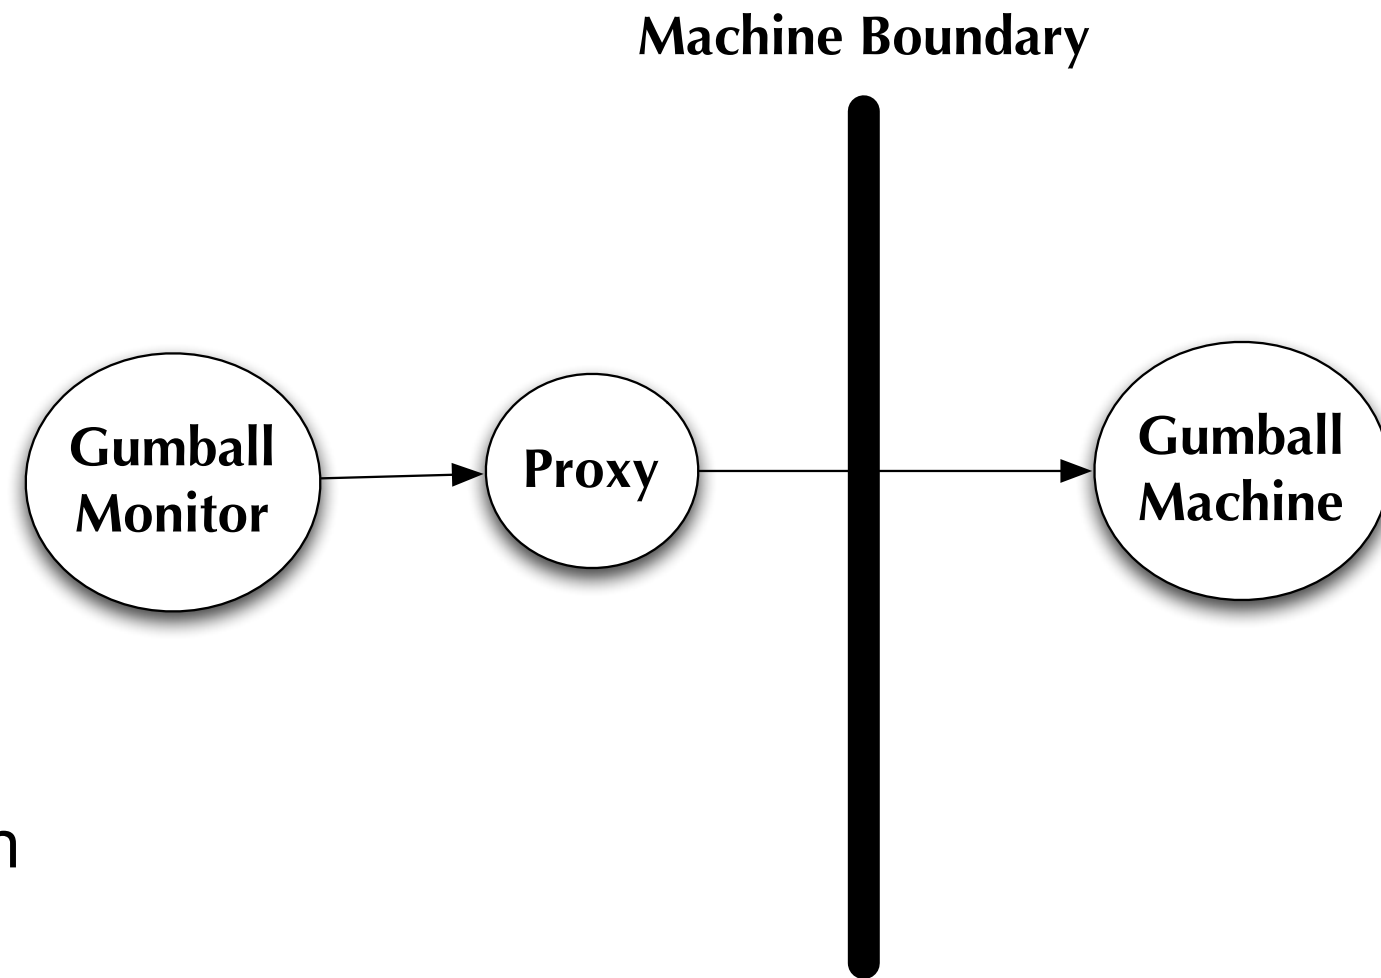 Machine Boundary
Gumball
Monitor
Proxy
Gumball
Machine
n